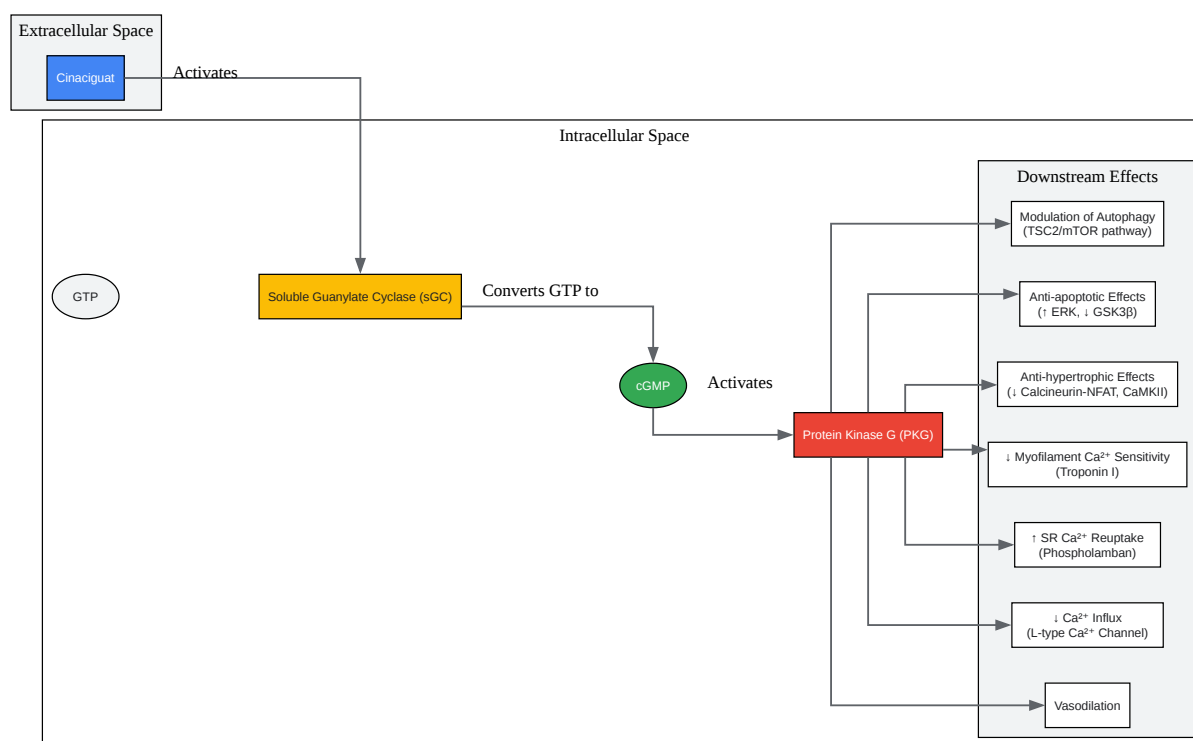 Extracellular Space
Cinaciguat
Activates
Intracellular Space
Downstream Effects
Modulation of Autophagy
(TSC2/mTOR pathway)
GTP
Soluble Guanylate Cyclase (sGC)
Converts GTP to
Anti-apoptotic Effects
(↑ ERK, ↓ GSK3β)
cGMP
Activates
Anti-hypertrophic Effects
(↓ Calcineurin-NFAT, CaMKII)
Protein Kinase G (PKG)
↓ Myofilament Ca²⁺ Sensitivity
(Troponin I)
↑ SR Ca²⁺ Reuptake
(Phospholamban)
↓ Ca²⁺ Influx
(L-type Ca²⁺ Channel)
Vasodilation